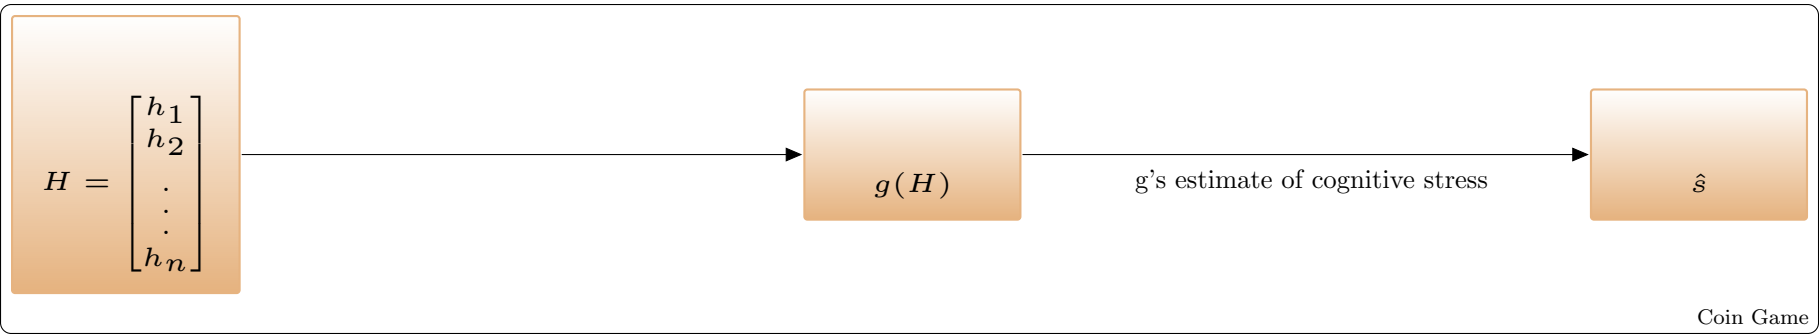 H = [h1
h2
.
.
.
hn]
g(H)
g's estimate of cognitive stress
ŝ
Coin Game